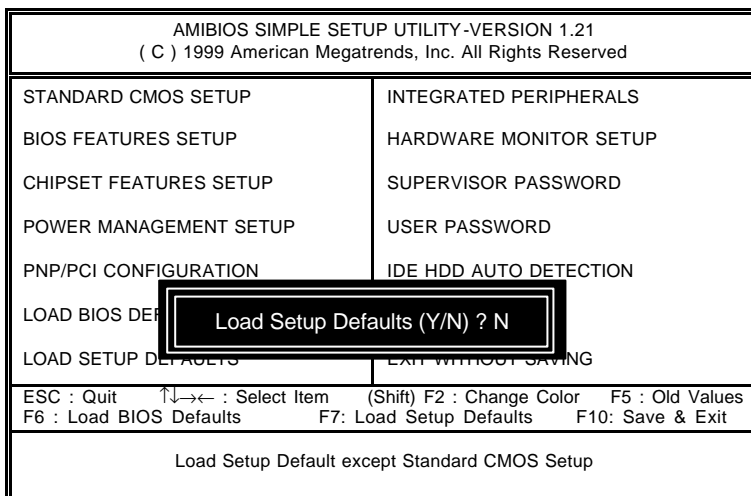 AMIBIOS SIMPLE SETUP UTILITY-VERSION 1.21
( C ) 1999 American Megatrends, Inc. All Rights Reserved
STANDARD CMOS SETUP
INTEGRATED PERIPHERALS
BIOS FEATURES SETUP
HARDWARE MONITOR SETUP
CHIPSET FEATURES SETUP
SUPERVISOR PASSWORD
POWER MANAGEMENT SETUP
USER PASSWORD
PNP/PCI CONFIGURATION
IDE HDD AUTO DETECTION
LOAD BIOS
Load Setup Defaults (Y/N) ? N
LOAD SETUP DEFAULTS
EXIT WITHOUT SAVING
ESC : Quit ↑↓→← : Select Item (Shift) F2 : Change Color F5 : Old Values
F6 : Load BIOS Defaults F7: Load Setup Defaults F10: Save & Exit
Load Setup Default except Standard CMOS Setup